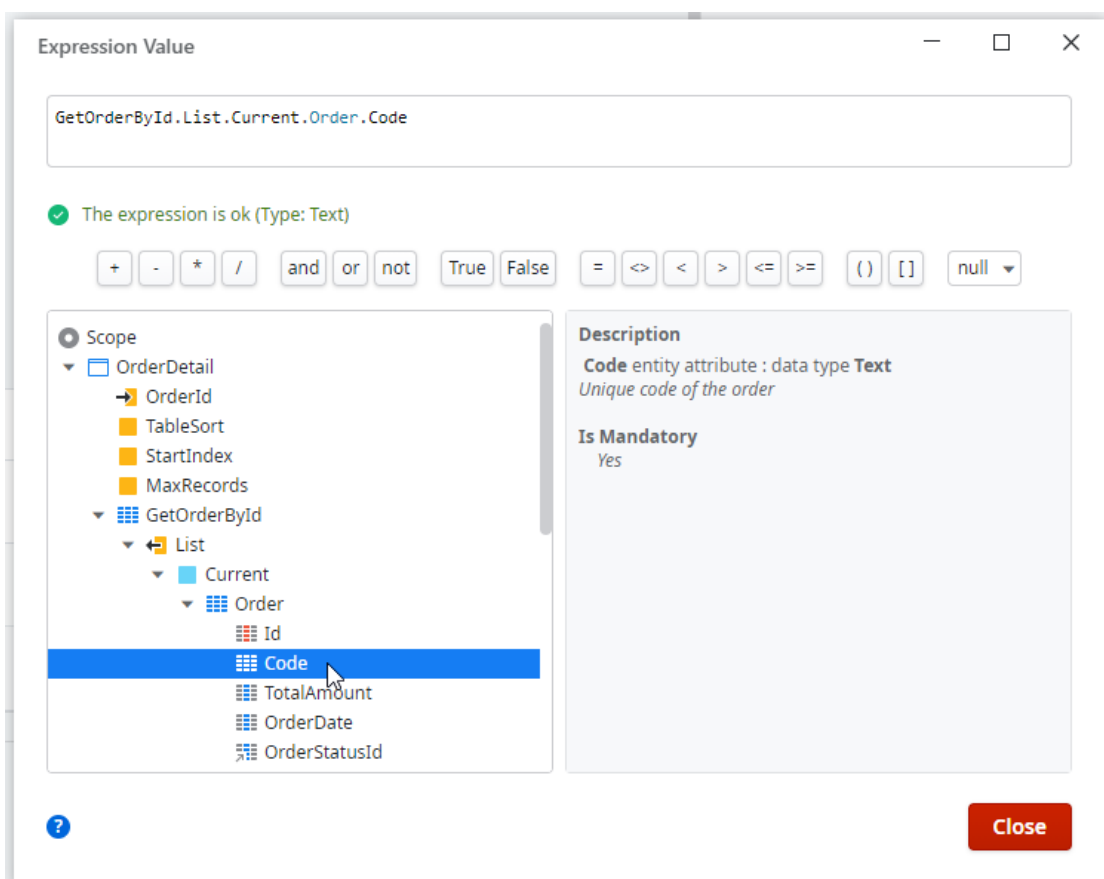 Expression Value
GetOrderById.List.Current.Order.Code
The expression is ok (Type: Text)
+ - * / and or not True False = <> < > <= >= () [] null
Scope
OrderDetail
OrderId
TableSort
StartIndex
MaxRecords
GetOrderById
List
Current
Order
Id
Code
TotalAmount
OrderDate
OrderStatusId
Description
Code entity attribute : data type Text
Unique code of the order
Is Mandatory
Yes
?
Close